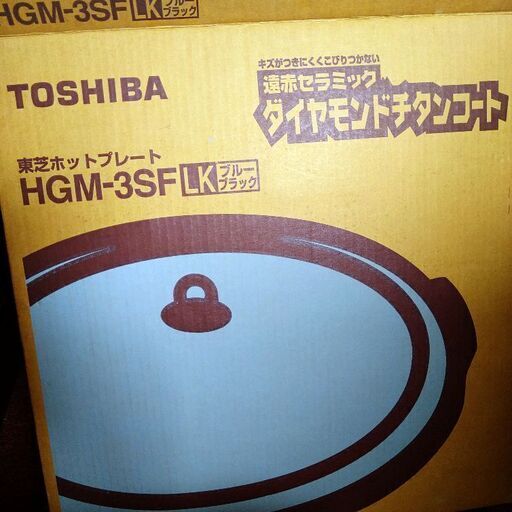 HGM-3SF LK ブルーブラック
TOSHIBA
キズがつきにくくこびりつかない
遠赤セラミック
ダイヤモンドチタンコート
東芝ホットプレート
HGM-3SF LK ブルーブラック